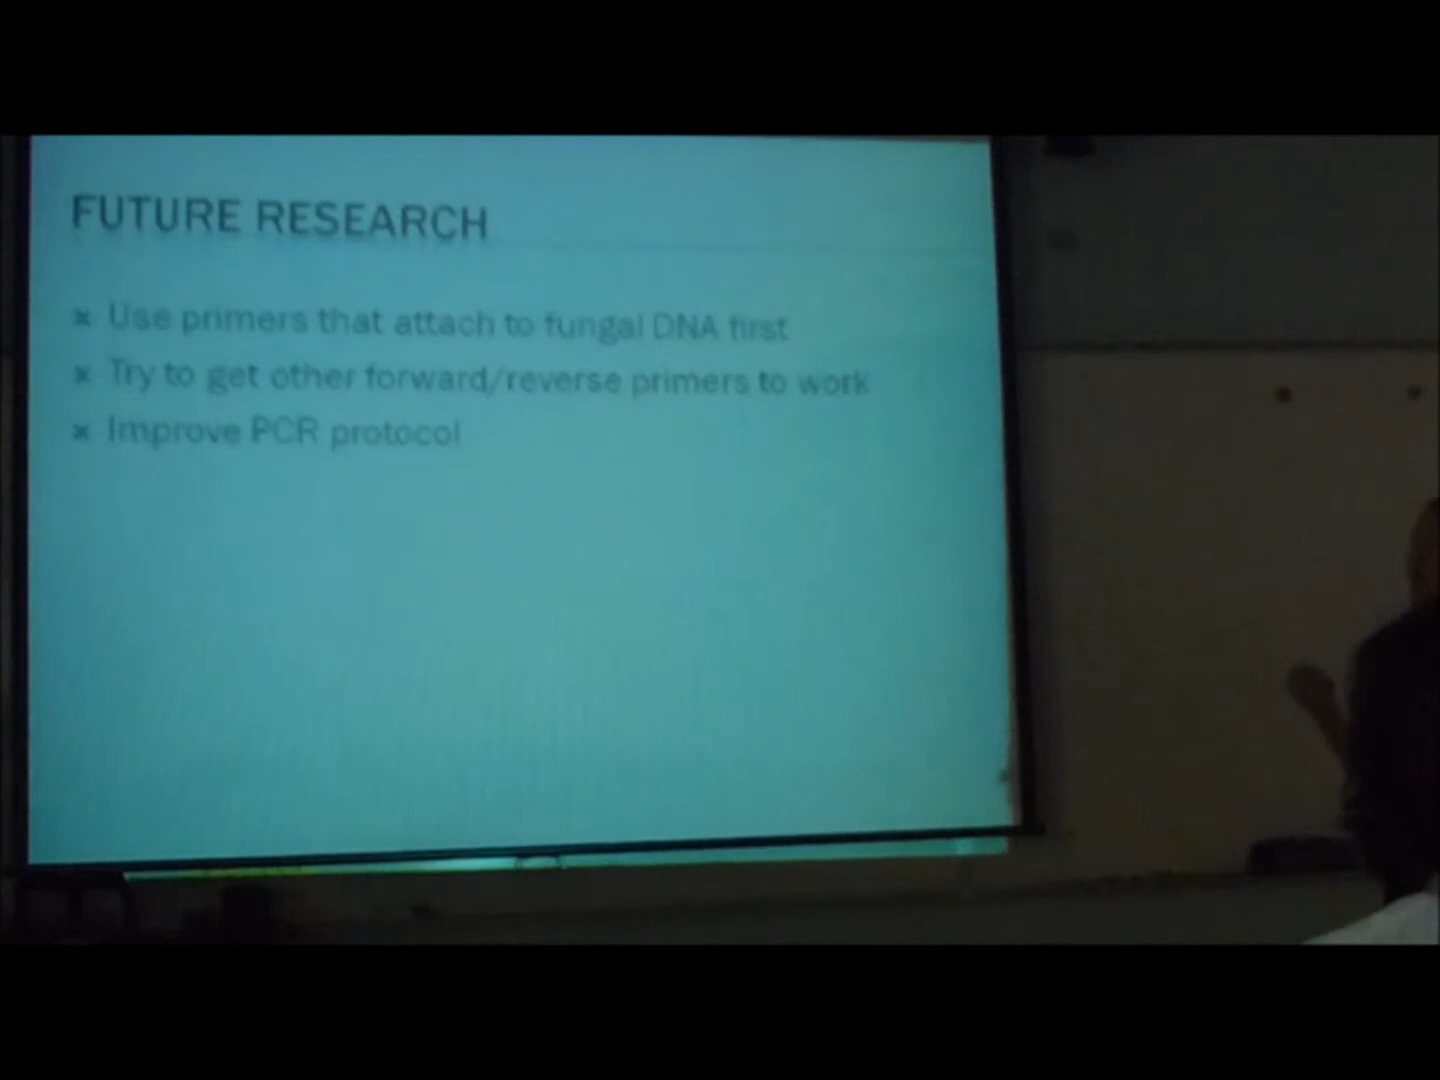 FUTURE RESEARCH
Use primers that attach to fungal DNA first
Try to get other forward/reverse primers to work
Improve PCR protocol